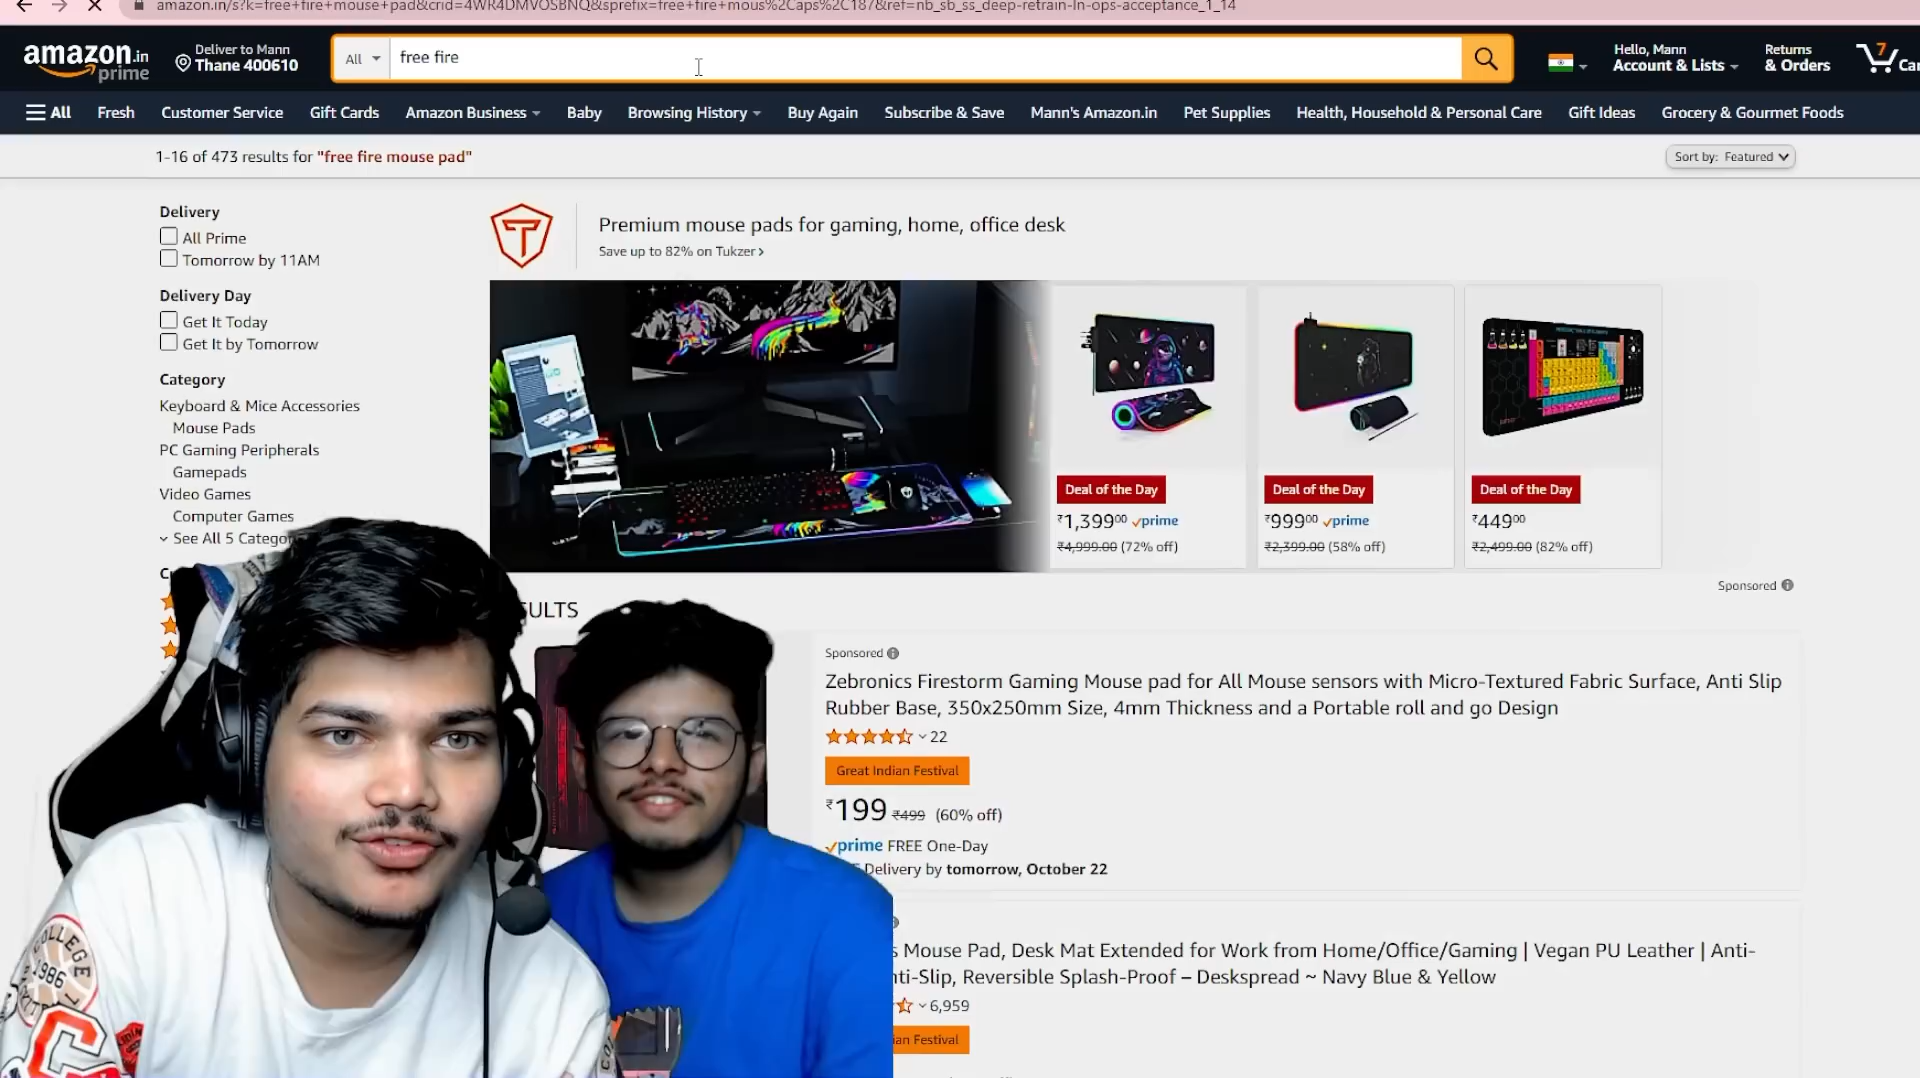 amazon.in/s?k=free+fire+mouse+pad&crid=4WR4DMVOSBNQ&sprefix=free+fire+mous%2Caps%2C187&ref=nb_sb_ss_deep-retrain-ln-ops-acceptance_1_14
amazon.in
prime
Deliver to Mann
Thane 400610
All
free fire
Hello, Mann
Account & Lists
Returns
& Orders
7
All
Fresh
Customer Service
Gift Cards
Amazon Business
Baby
Browsing History
Buy Again
Subscribe & Save
Mann's Amazon.in
Pet Supplies
Health, Household & Personal Care
Gift Ideas
Grocery & Gourmet Foods
1-16 of 473 results for "free fire mouse pad"
Sort by: Featured
Delivery
All Prime
Tomorrow by 11AM
Delivery Day
Get It Today
Get It by Tomorrow
Category
Keyboard & Mice Accessories
Mouse Pads
PC Gaming Peripherals
Gamepads
Video Games
Computer Games
See All 5
Premium mouse pads for gaming, home, office desk
Save up to 82% on Tukzer
Deal of the Day
₹1,399⁰⁰ prime
₹4,999.00 (72% off)
Deal of the Day
₹999⁰⁰ prime
₹2,399.00 (58% off)
Deal of the Day
₹449⁰⁰
₹2,499.00 (82% off)
Sponsored
Sponsored
Zebronics Firestorm Gaming Mouse pad for All Mouse sensors with Micro-Textured Fabric Surface, Anti Slip
Rubber Base, 350x250mm Size, 4mm Thickness and a Portable roll and go Design
22
Great Indian Festival
₹199 ₹499 (60% off)
prime FREE One-Day
Delivery by tomorrow, October 22
Mouse Pad, Desk Mat Extended for Work from Home/Office/Gaming | Vegan PU Leather | Anti-
Slip, Reversible Splash-Proof – Deskspread ~ Navy Blue & Yellow
6,959
Festival
COLLEGE
1986